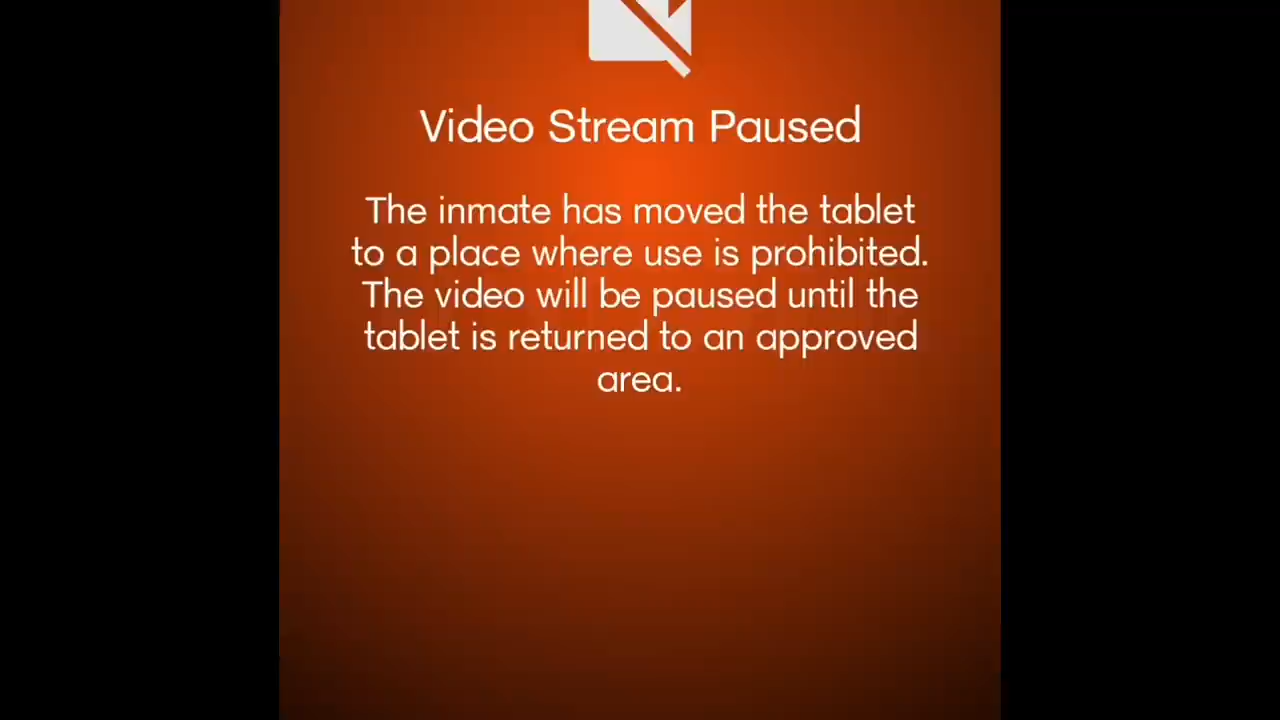 Video Stream Paused
The inmate has moved the tablet
to a place where use is prohibited.
The video will be paused until the
tablet is returned to an approved
area.